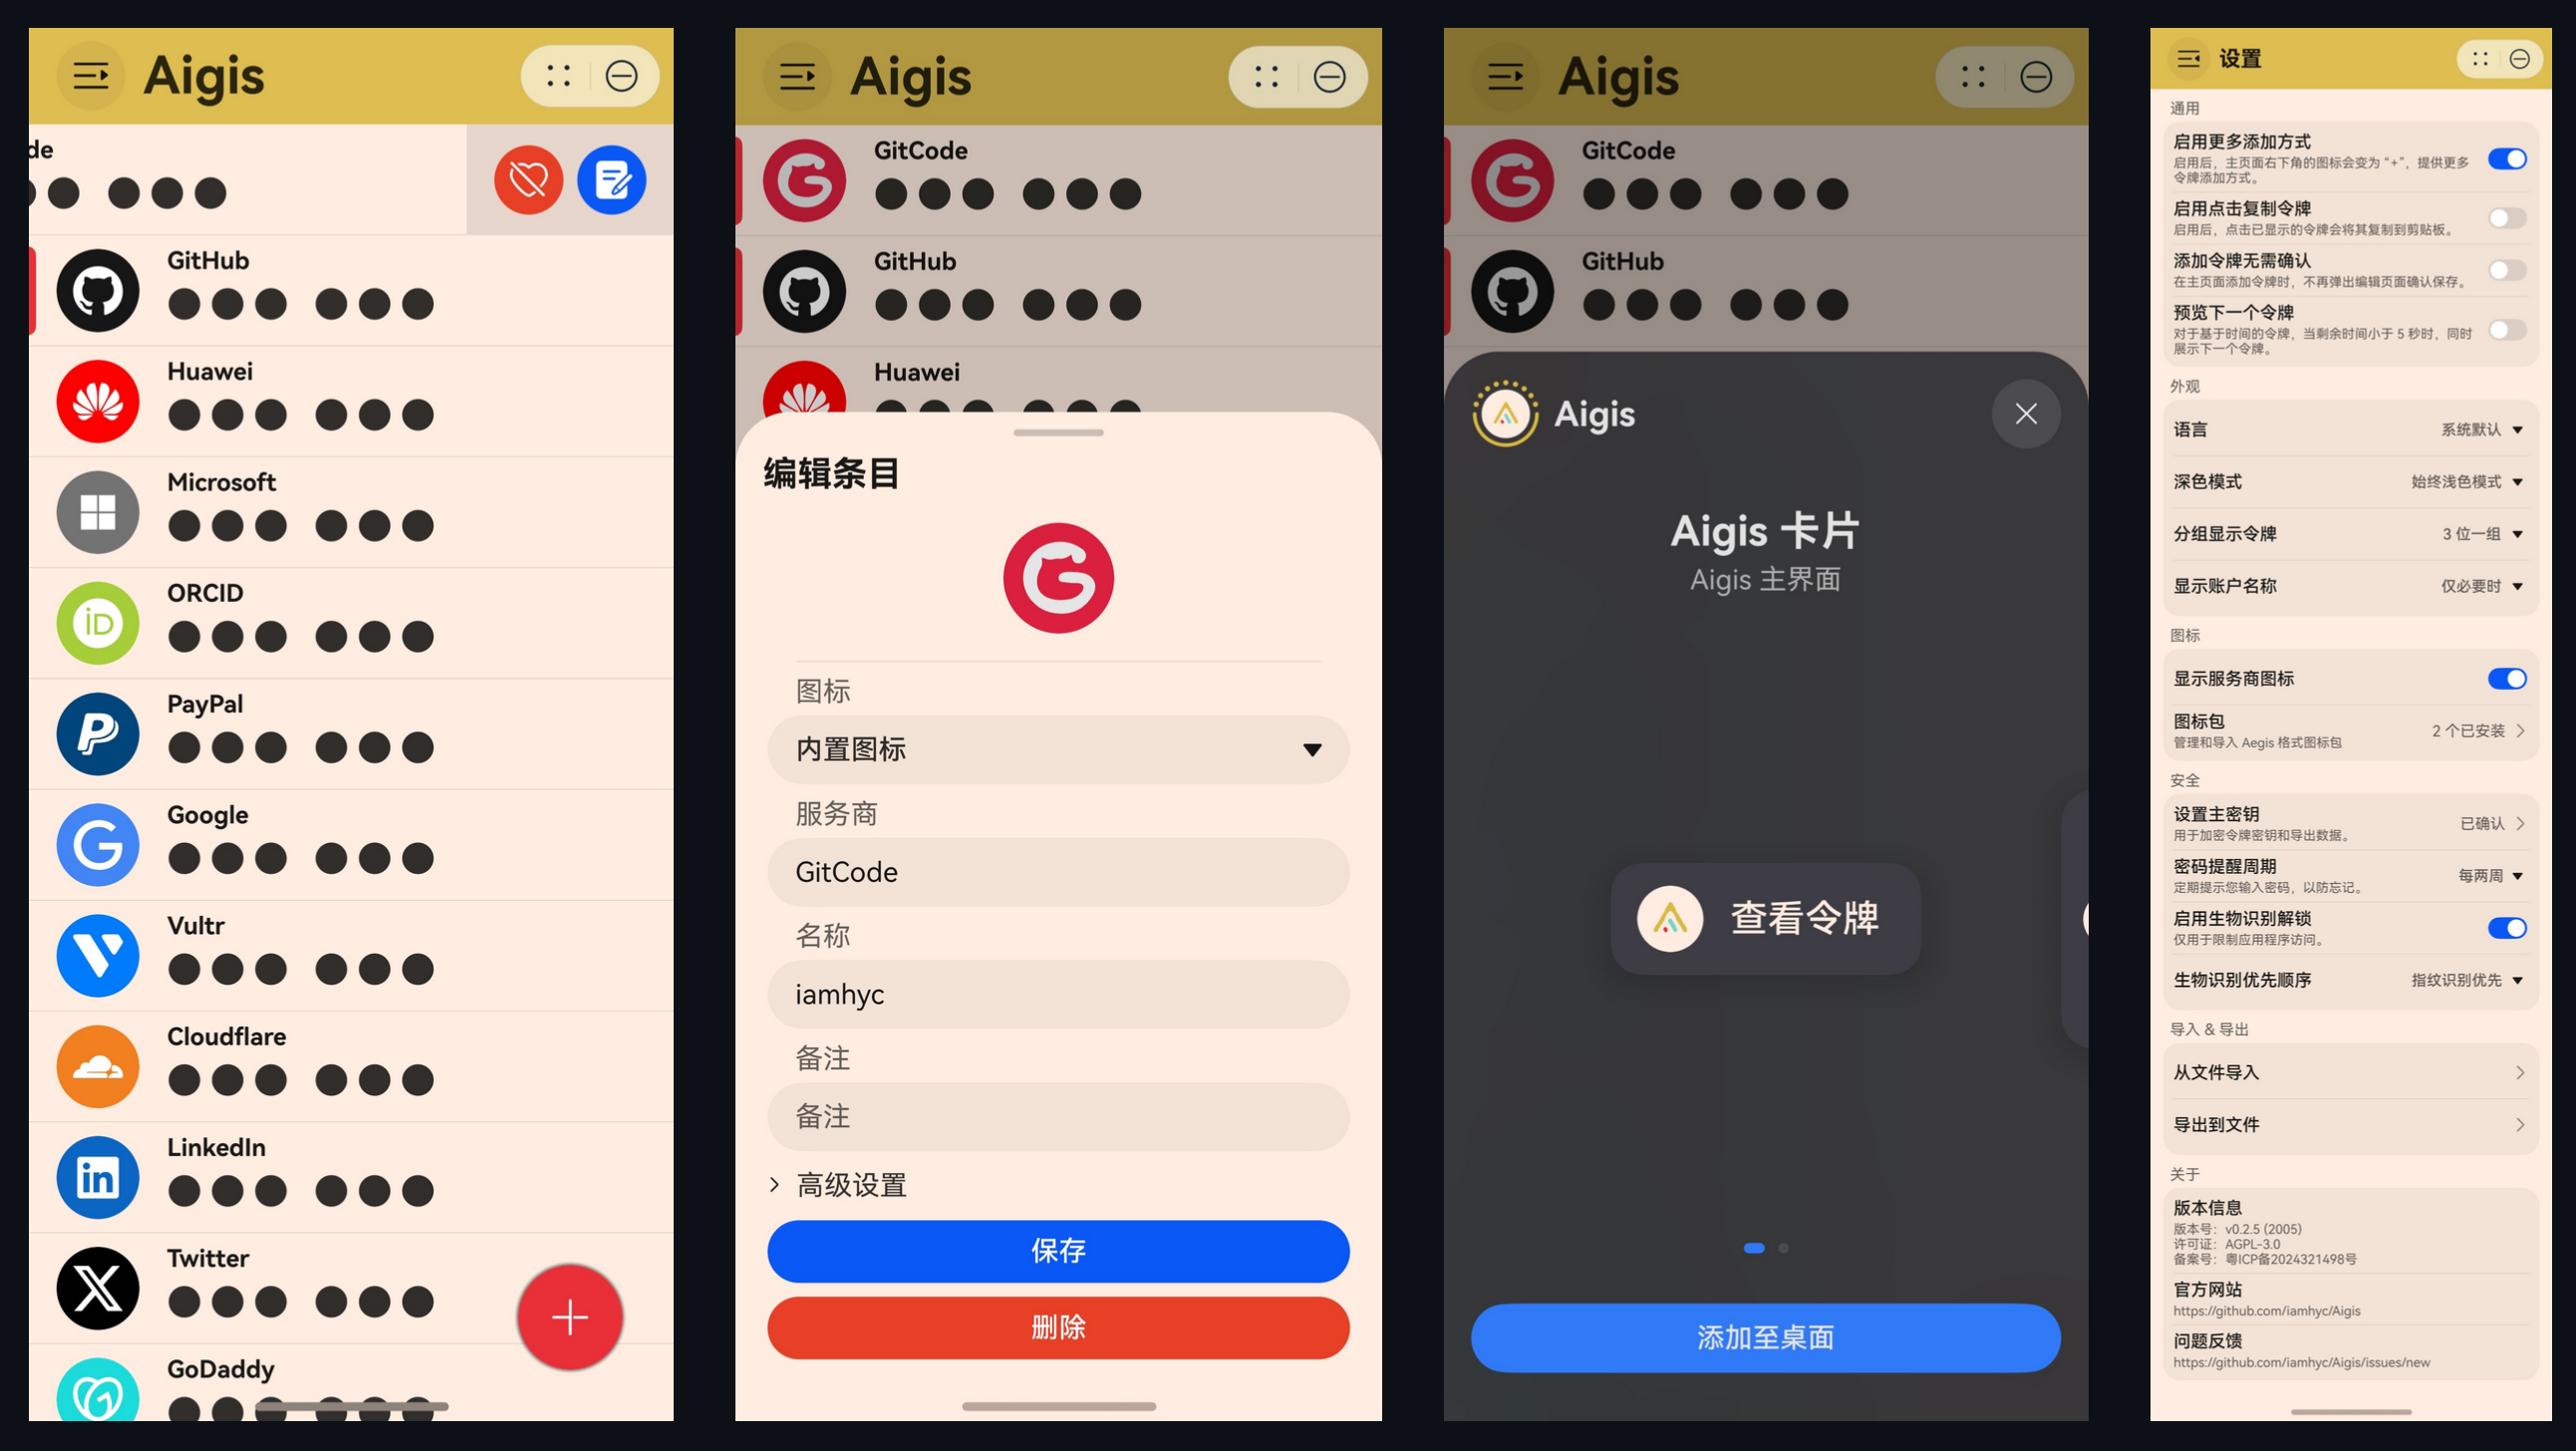 Aigis
de
GitHub
Huawei
Microsoft
ORCID
iD
PayPal
Google
Vultr
Cloudflare
LinkedIn
in
Twitter
GoDaddy
Aigis
GitCode
GitHub
Huawei
编辑条目
图标
内置图标
服务商
GitCode
名称
iamhyc
备注
备注
高级设置
保存
删除
Aigis
GitCode
GitHub
Aigis
Aigis 卡片
Aigis 主界面
查看令牌
添加至桌面
设置
通用
启用更多添加方式
启用后，主页面右下角的图标会变为 “+”，提供更多
令牌添加方式。
启用点击复制令牌
启用后，点击已显示的令牌会将其复制到剪贴板。
添加令牌无需确认
在主页面添加令牌时，不再弹出编辑页面确认保存。
预览下一个令牌
对于基于时间的令牌，当剩余时间小于 5 秒时，同时
展示下一个令牌。
外观
语言 系统默认
深色模式 始终浅色模式
分组显示令牌 3 位一组
显示账户名称 仅必要时
图标
显示服务商图标
图标包 2 个已安装
管理和导入 Aegis 格式图标包
安全
设置主密钥 已确认
用于加密令牌密钥和导出数据。
密码提醒周期 每两周
定期提示您输入密码，以防忘记。
启用生物识别解锁
仅用于限制应用程序访问。
生物识别优先顺序 指纹识别优先
导入 & 导出
从文件导入
导出到文件
关于
版本信息
版本号：v0.2.5 (2005)
许可证：AGPL-3.0
备案号：粤ICP备2024321498号
官方网站
https://github.com/iamhyc/Aigis
问题反馈
https://github.com/iamhyc/Aigis/issues/new